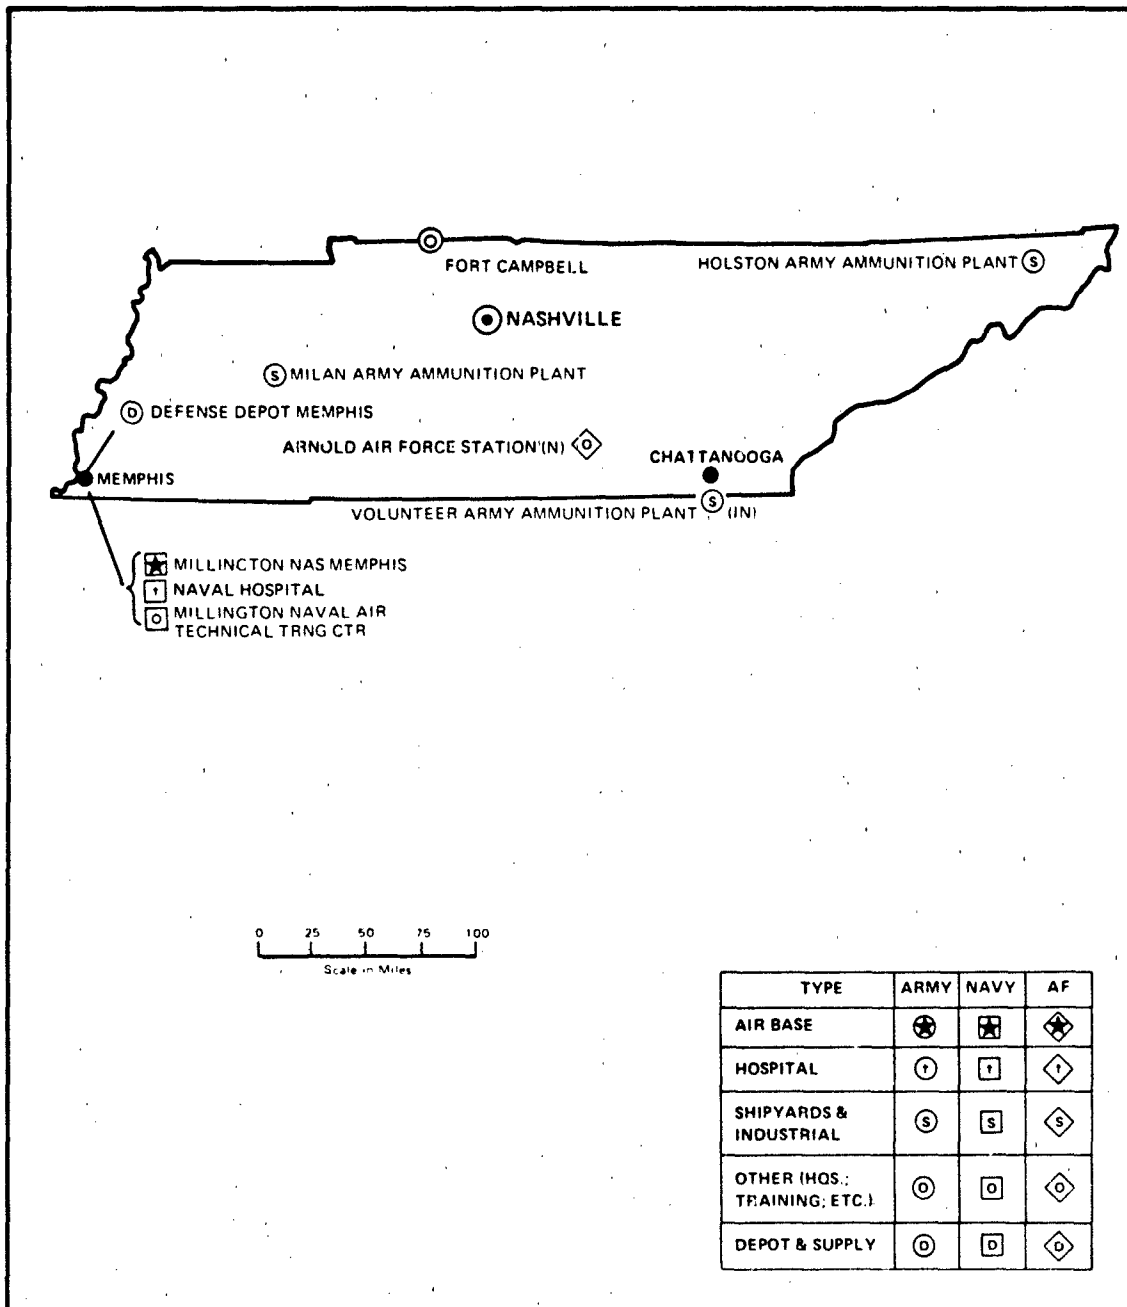 O
FORT CAMPBELL
HOLSTON ARMY AMMUNITION PLANT S
NASHVILLE
S MILAN ARMY AMMUNITION PLANT
D DEFENSE DEPOT MEMPHIS
ARNOLD AIR FORCE STATION (N) O
CHATTANOOGA
MEMPHIS
VOLUNTEER ARMY AMMUNITION PLANT S (IN)
MILLINCTON NAS MEMPHIS
† NAVAL HOSPITAL
O MILLINGTON NAVAL AIR
TECHNICAL TRNG CTR
0 25 50 75 100
Scale in Miles
TYPE ARMY NAVY AF
AIR BASE
HOSPITAL † † †
SHIPYARDS &
INDUSTRIAL S S S
OTHER (HQS.;
TRAINING; ETC.) O O O
DEPOT & SUPPLY D D D